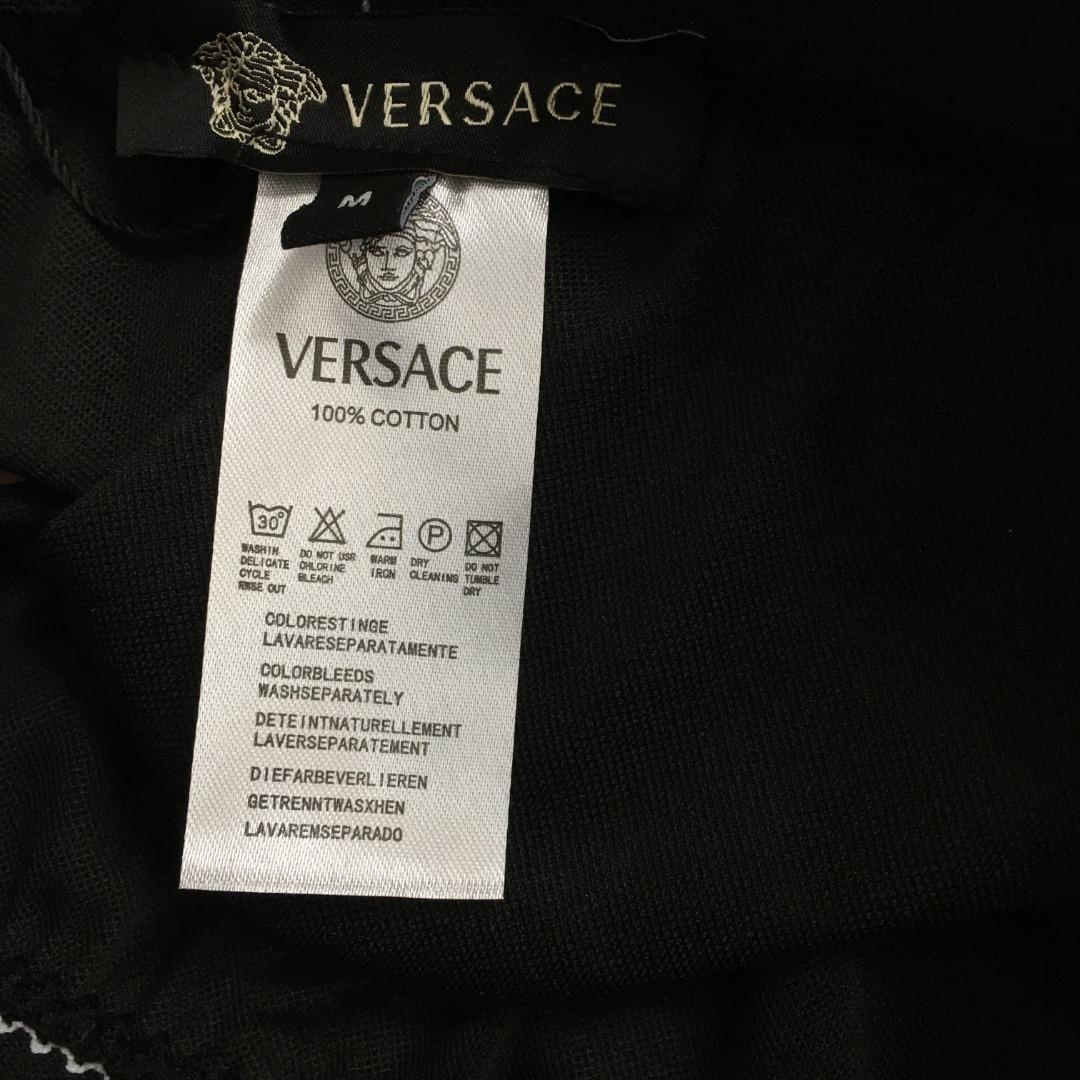 VERSACE
M
VERSACE
100% COTTON
30°
P
WASHIN
DELICATE
CYCLE
RINSE OUT
DO NOT USR
CHLORINE
BLEACH
WARM
IRGN
DRY
CLEANING
DO NOT
TUMBLE
DRY
COLORESTINGE
LAVARESEPARATAMENTE
COLORBLEEDS
WASHSEPARATELY
DETEINTNATURELLEMENT
LAVERSEPARATEMENT
DIEFARBEVERLIEREN
GETRENNTWASXHEN
LAVAREMSEPARADO